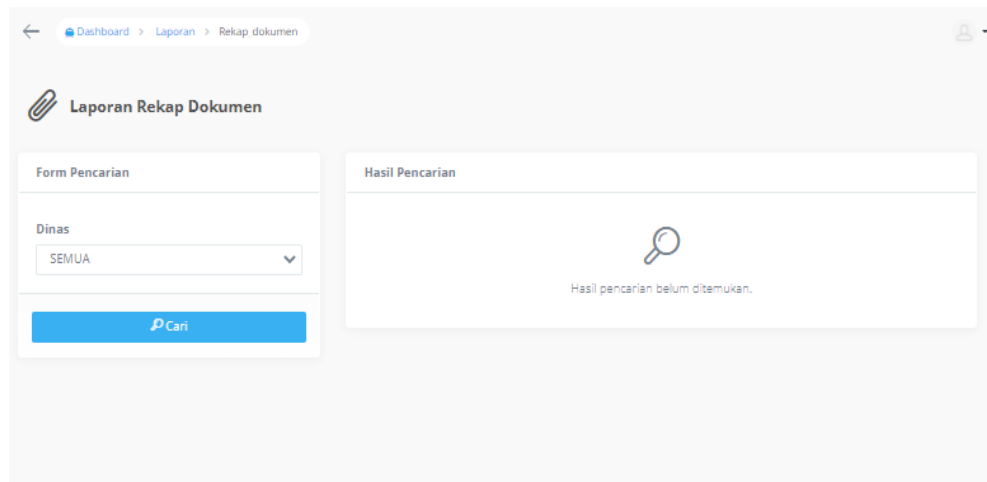 Dashboard > Laporan > Rekap dokumen
Laporan Rekap Dokumen
Form Pencarian
Dinas
SEMUA
Cari
Hasil Pencarian
Hasil pencarian belum ditemukan.